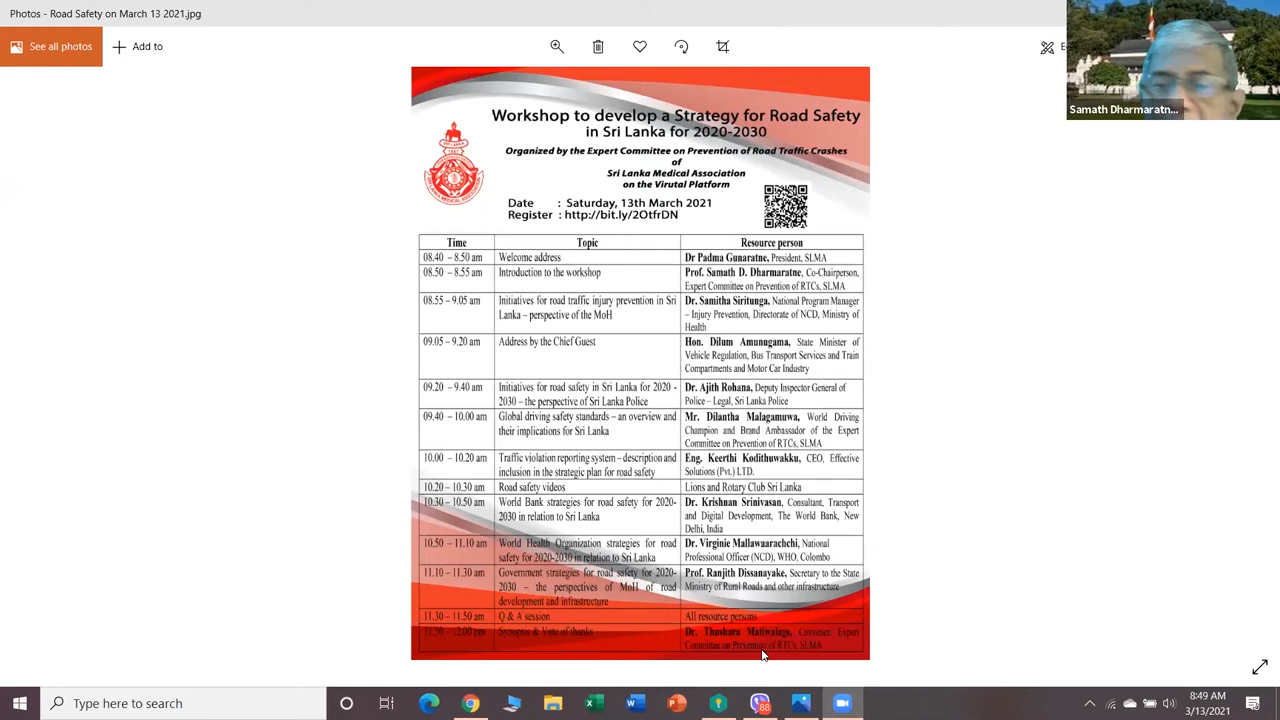 Photos - Road Safety on March 13 2021.jpg
See all photos
Add to
Samath Dharmaratn...
Workshop to develop a Strategy for Road Safety
in Sri Lanka for 2020-2030
Organized by the Expert Committee on Prevention of Road Traffic Crashes
of
Sri Lanka Medical Association
on the Virutal Platform
Date : Saturday, 13th March 2021
Register : http://bit.ly/2OtfrDN
Time Topic Resource person
08.40 – 8.50 am Welcome address Dr Padma Gunaratne, President, SLMA
08.50 – 8.55 am Introduction to the workshop Prof. Samath D. Dharmaratne, Co-Chairperson,
Expert Committee on Prevention of RTCs, SLMA
08.55 – 9.05 am Initiatives for road traffic injury prevention in Sri Dr. Samitha Siritunga, National Program Manager
Lanka – perspective of the MoH – Injury Prevention, Directorate of NCD, Ministry of
Health
09.05 – 9.20 am Address by the Chief Guest Hon. Dilum Amunugama, State Minister of
Vehicle Regulation, Bus Transport Services and Train
Compartments and Motor Car Industry
09.20 – 9.40 am Initiatives for road safety in Sri Lanka for 2020 - Dr. Ajith Rohana, Deputy Inspector General of
2030 – the perspective of Sri Lanka Police Police – Legal, Sri Lanka Police
09.40 – 10.00 am Global driving safety standards – an overview and Mr. Dilantha Malagamuwa, World Driving
their implications for Sri Lanka Champion and Brand Ambassador of the Expert
Committee on Prevention of RTCs, SLMA
10.00 – 10.20 am Traffic violation reporting system – description and Eng. Keerthi Kodithuwakku, CEO, Effective
inclusion in the strategic plan for road safety Solutions (Pvt.) LTD.
10.20 – 10.30 am Road safety videos Lions and Rotary Club Sri Lanka
10.30 – 10.50 am World Bank strategies for road safety for 2020- Dr. Krishnan Srinivasan, Consultant, Transport
2030 in relation to Sri Lanka and Digital Development, The World Bank, New
Delhi, India
10.50 – 11.10 am World Health Organization strategies for road Dr. Virginie Mallawaarachchi, National
safety for 2020-2030 in relation to Sri Lanka Professional Officer (NCD), WHO, Colombo
11.10 – 11.30 am Government strategies for road safety for 2020- Prof. Ranjith Dissanayake, Secretary to the State
2030 – the perspectives of MoH of road Ministry of Rural Roads and other infrastructure
development and infrastructure
11.30 – 11.50 am Q & A session All resource persons
11.50 – 12.00 pm Synopsis & Vote of thanks Dr. Thushara Matiwalage, Convener, Expert
Committee on Prevention of RTCs, SLMA
Type here to search
88
8:49 AM
3/13/2021